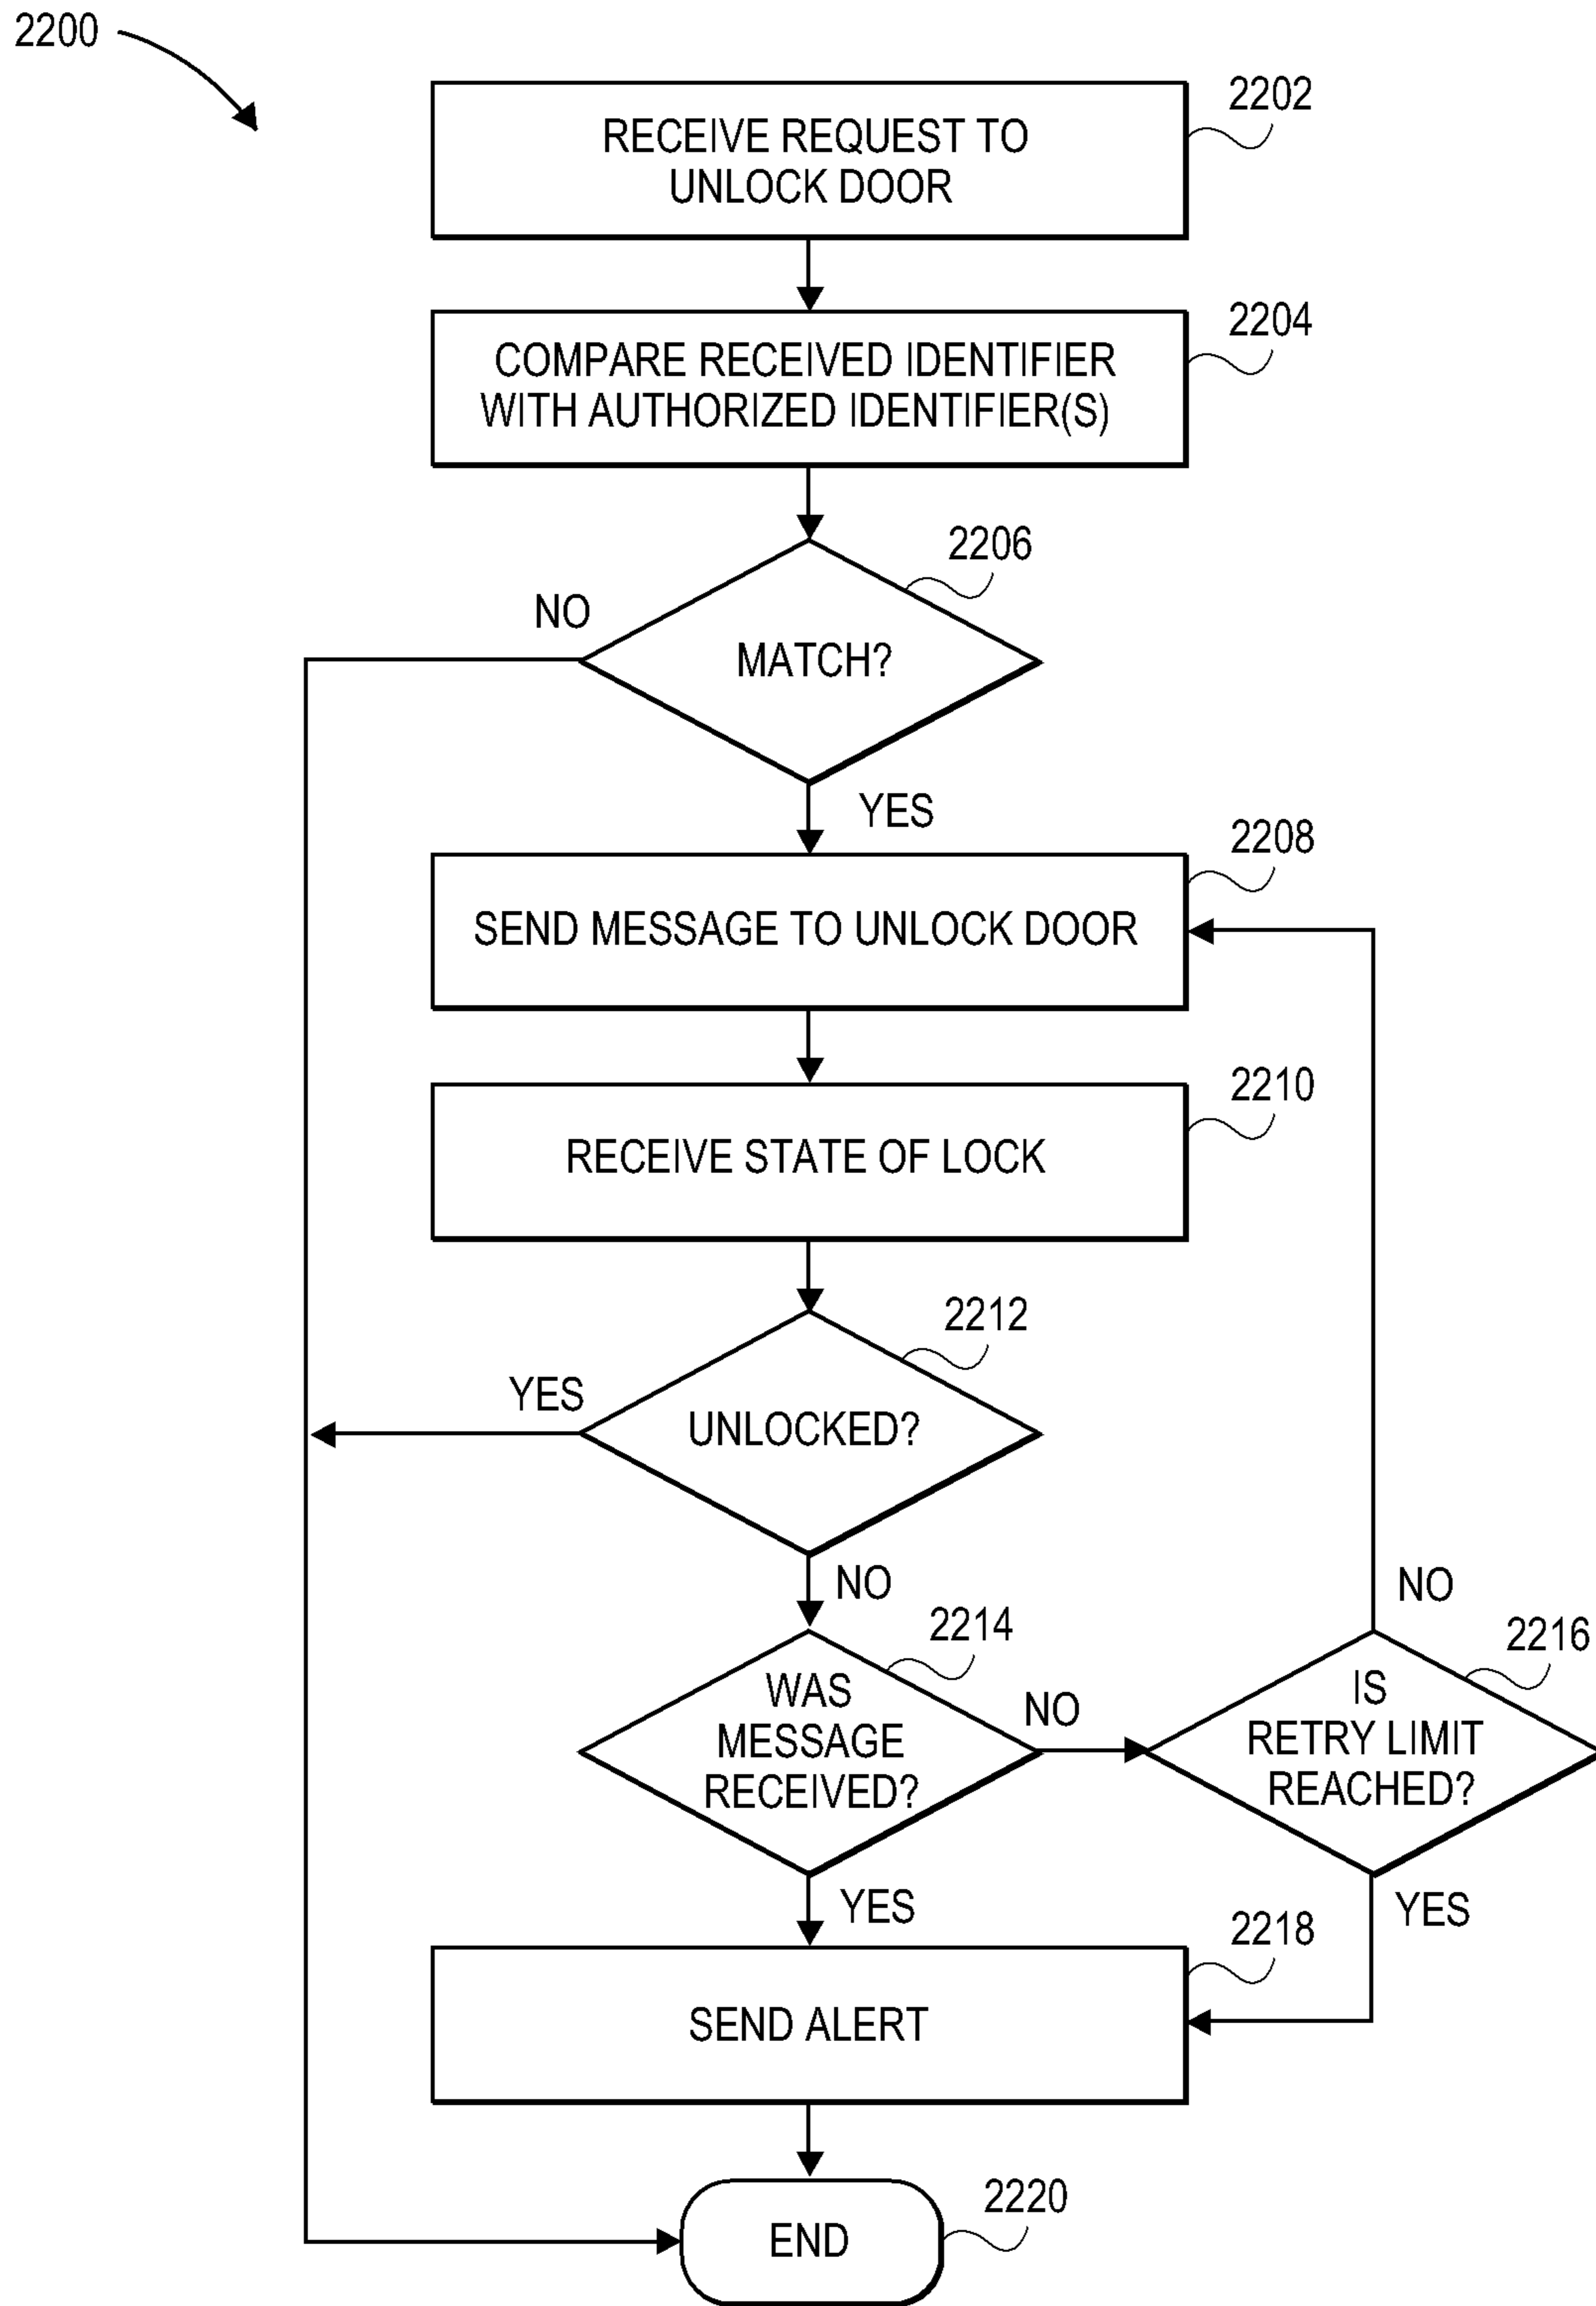 2200
2202
RECEIVE REQUEST TO
UNLOCK DOOR
2204
COMPARE RECEIVED IDENTIFIER
WITH AUTHORIZED IDENTIFIER(S)
2206
NO
MATCH?
YES
2208
SEND MESSAGE TO UNLOCK DOOR
2210
RECEIVE STATE OF LOCK
2212
YES
UNLOCKED?
NO
2214
WAS
MESSAGE
RECEIVED?
NO
NO
2216
IS
RETRY LIMIT
REACHED?
YES
YES
2218
SEND ALERT
2220
END